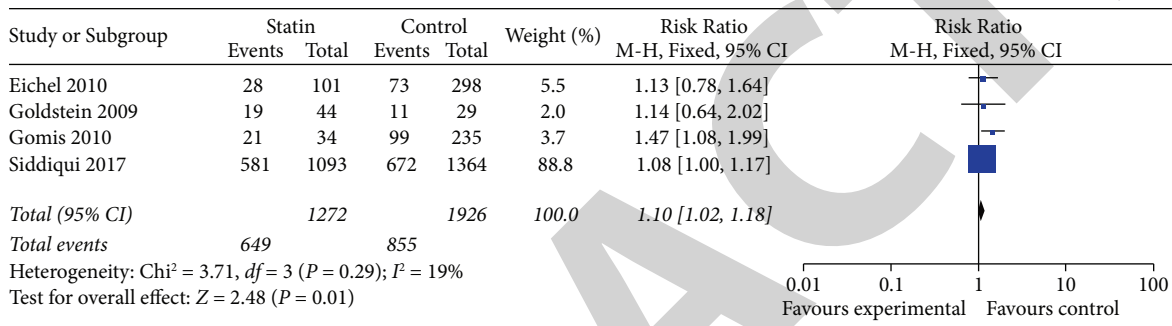 Study or Subgroup Statin Control Weight (%) Risk Ratio Risk Ratio
Events Total Events Total M-H, Fixed, 95% CI M-H, Fixed, 95% CI
Eichel 2010 28 101 73 298 5.5 1.13 [0.78, 1.64]
Goldstein 2009 19 44 11 29 2.0 1.14 [0.64, 2.02]
Gomis 2010 21 34 99 235 3.7 1.47 [1.08, 1.99]
Siddiqui 2017 581 1093 672 1364 88.8 1.08 [1.00, 1.17]
Total (95% CI) 1272 1926 100.0 1.10 [1.02, 1.18]
Total events 649 855
Heterogeneity: Chi² = 3.71, df = 3 (P = 0.29); I² = 19%
Test for overall effect: Z = 2.48 (P = 0.01)
0.01 0.1 1 10 100
Favours experimental Favours control